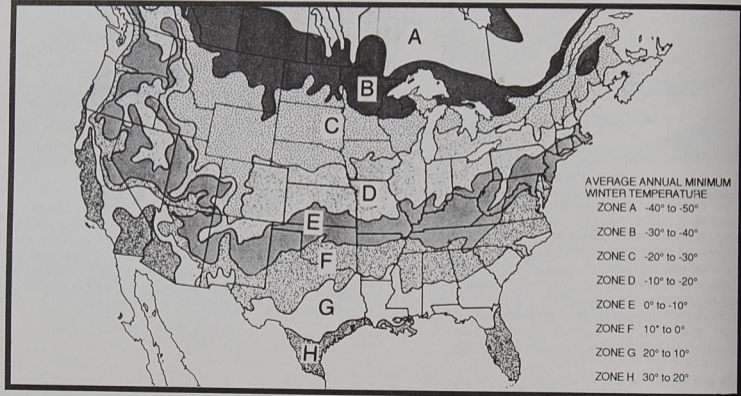 A
B
C
D
E
F
G
H
AVERAGE ANNUAL MINIMUM
WINTER TEMPERATURE
ZONE A -40° to -50°
ZONE B -30° to -40°
ZONE C -20° to -30°
ZONE D -10° to -20°
ZONE E 0° to -10°
ZONE F 10° to 0°
ZONE G 20° to 10°
ZONE H 30° to 20°